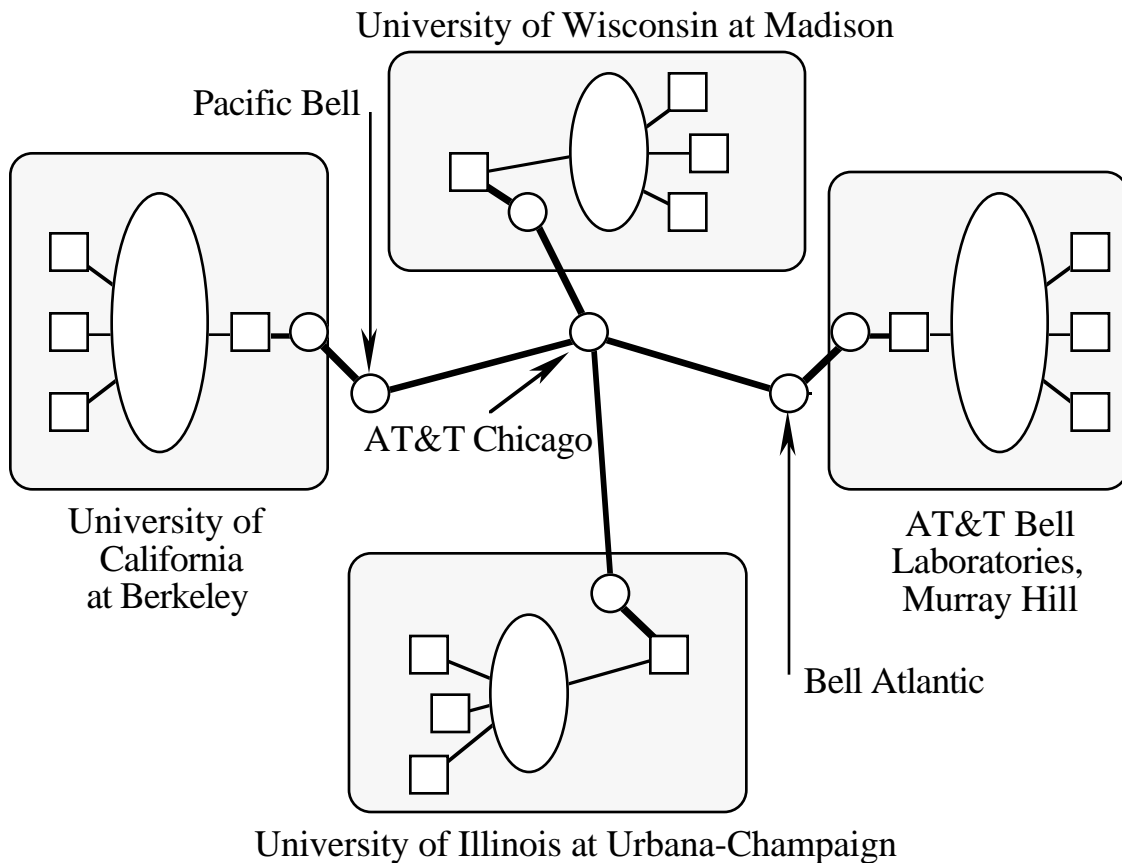 University of Wisconsin at Madison
Pacific Bell
AT&T Chicago
University of
California
at Berkeley
AT&T Bell
Laboratories,
Murray Hill
Bell Atlantic
University of Illinois at Urbana-Champaign